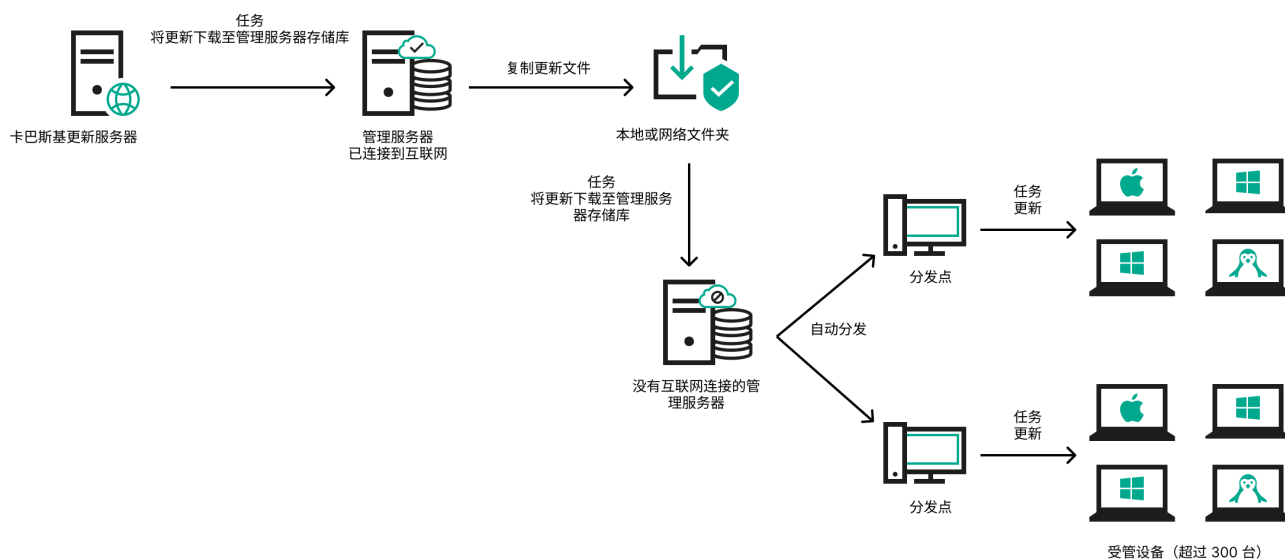 任务
将更新下载至管理服务器存储库
复制更新文件
卡巴斯基更新服务器
管理服务器
已连接到互联网
本地或网络文件夹
任务
将更新下载至管理服务
器存储库
任务
更新
分发点
自动分发
没有互联网连接的管
理服务器
任务
更新
分发点
受管设备（超过 300 台）